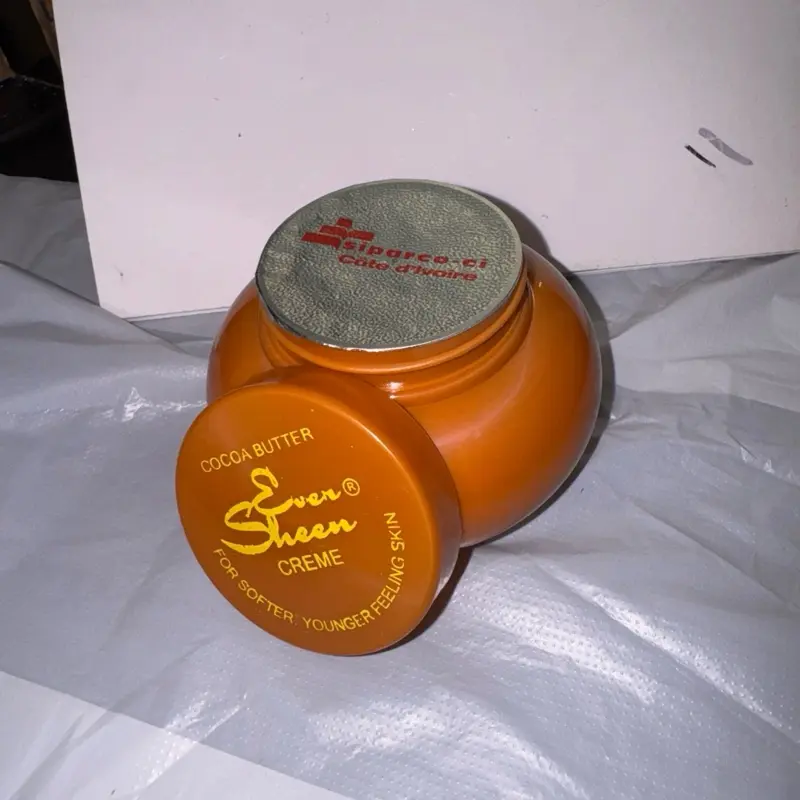 siparco-ci
Côte d'Ivoire
COCOA BUTTER
Ever®
Sheen
CREME
FOR SOFTER, YOUNGER FEELING SKIN